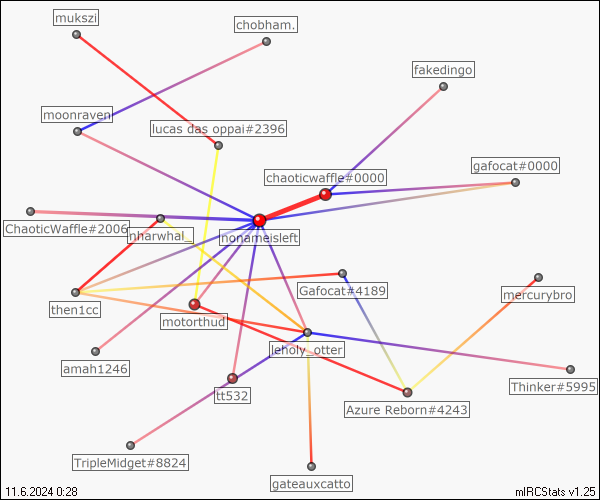 mukszi
chobham.
fakedingo
moonraven
lucas das oppai#2396
gafocat#0000
chaoticwaffle#0000
ChaoticWaffle#2006
nharwhal_
nonameisleft
Gafocat#4189
mercurybro
then1cc
motorthud
leholy_otter
amah1246
Thinker#5995
tt532
Azure Reborn#4243
TripleMidget#8824
gateauxcatto
11.6.2024 0:28
mIRCStats v1.25